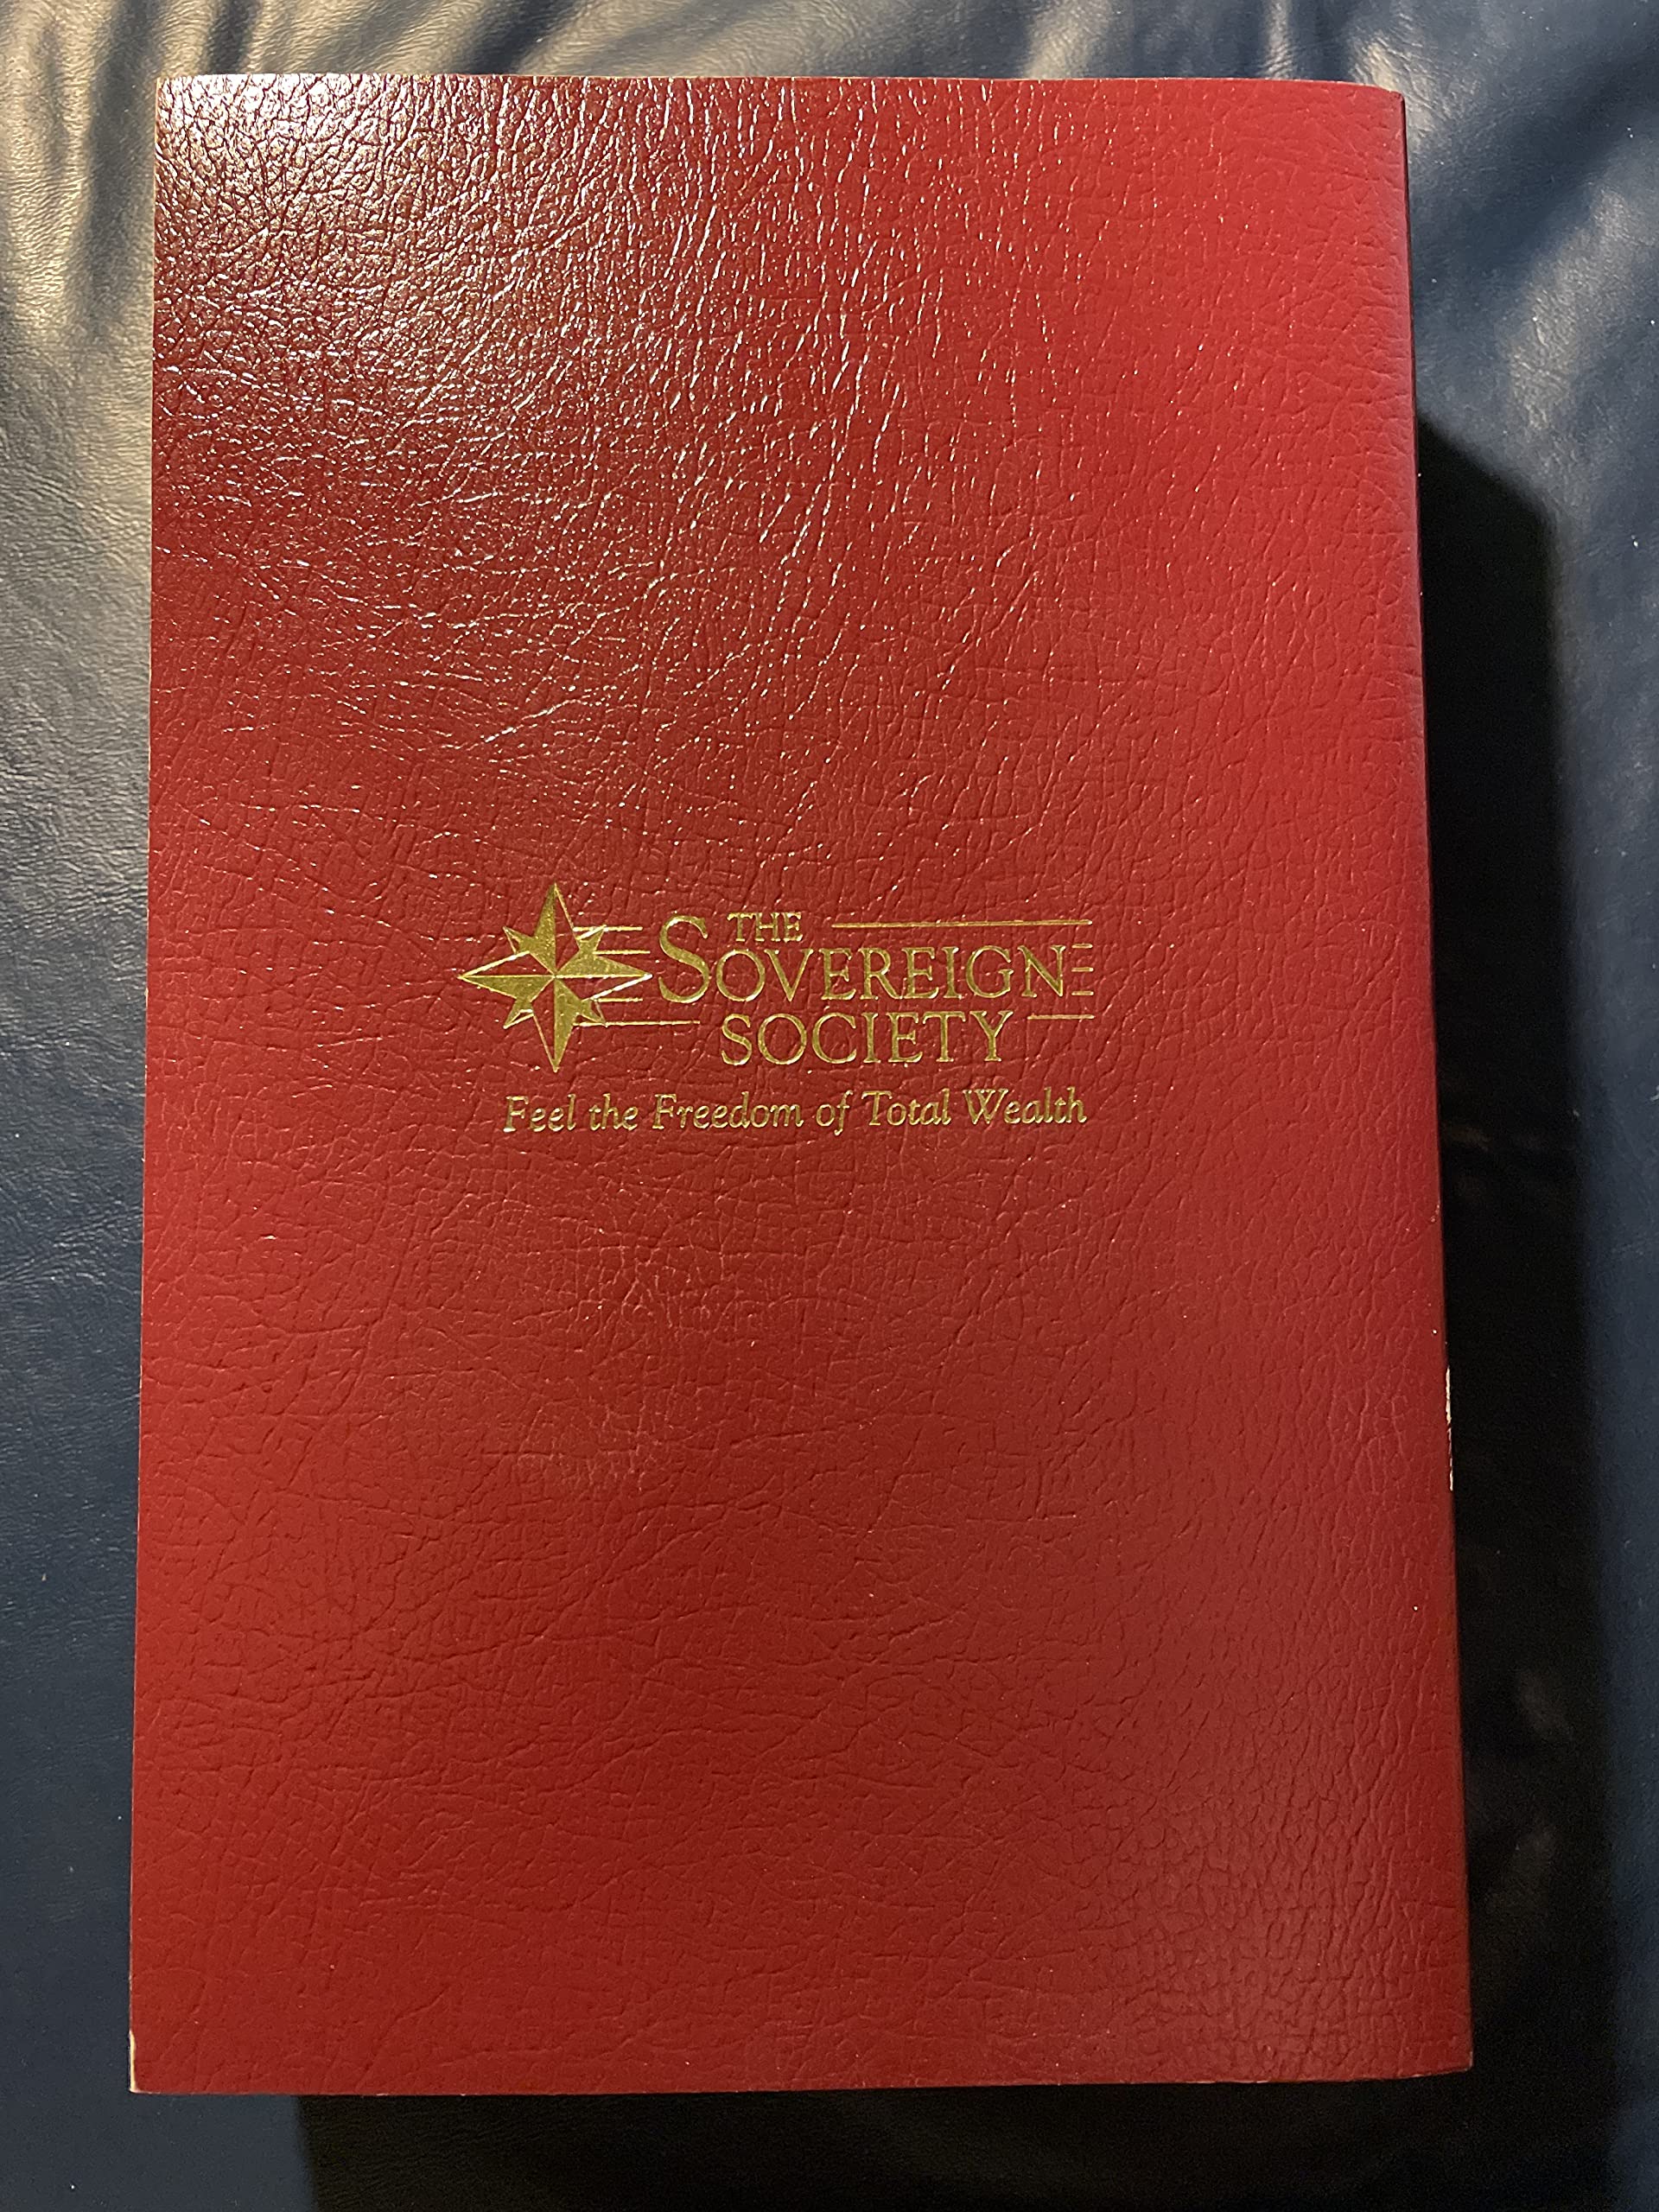 THE
SOVEREIGN
SOCIETY
Feel the Freedom of Total Wealth